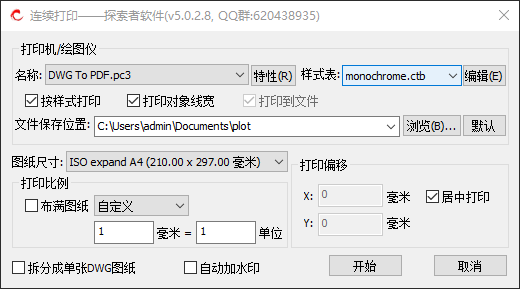 连续打印——探索者软件(v5.0.2.8, QQ群:620438935)
打印机/绘图仪
名称: DWG To PDF.pc3 特性(R) 样式表: monochrome.ctb 编辑(E)
按样式打印 打印对象线宽 打印到文件
文件保存位置: C:\Users\admin\Documents\plot 浏览(B)... 默认
图纸尺寸: ISO expand A4 (210.00 x 297.00 毫米)
打印比例
布满图纸 自定义
1 毫米 = 1 单位
打印偏移
X: 0 毫米 居中打印
Y: 0 毫米
拆分成单张DWG图纸 自动加水印 开始 取消